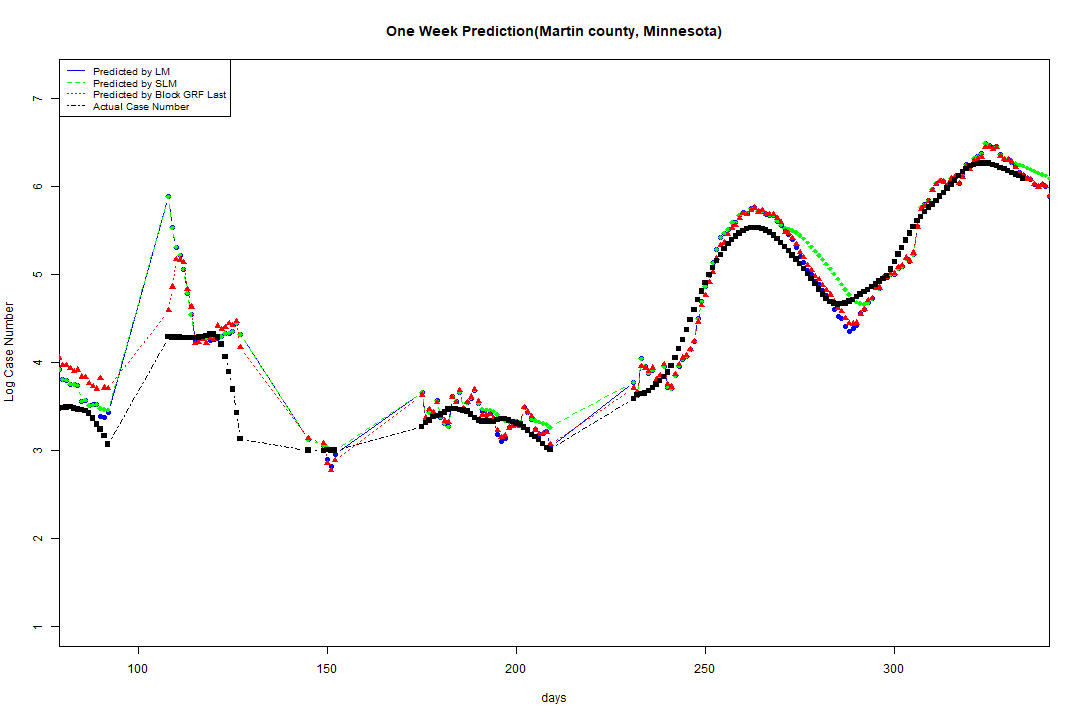 One Week Prediction(Martin county, Minnesota)
Predicted by LM
Predicted by SLM
Predicted by Block GRF Last
Actual Case Number
7
6
5
4
3
2
1
Log Case Number
100 150 200 250 300
days